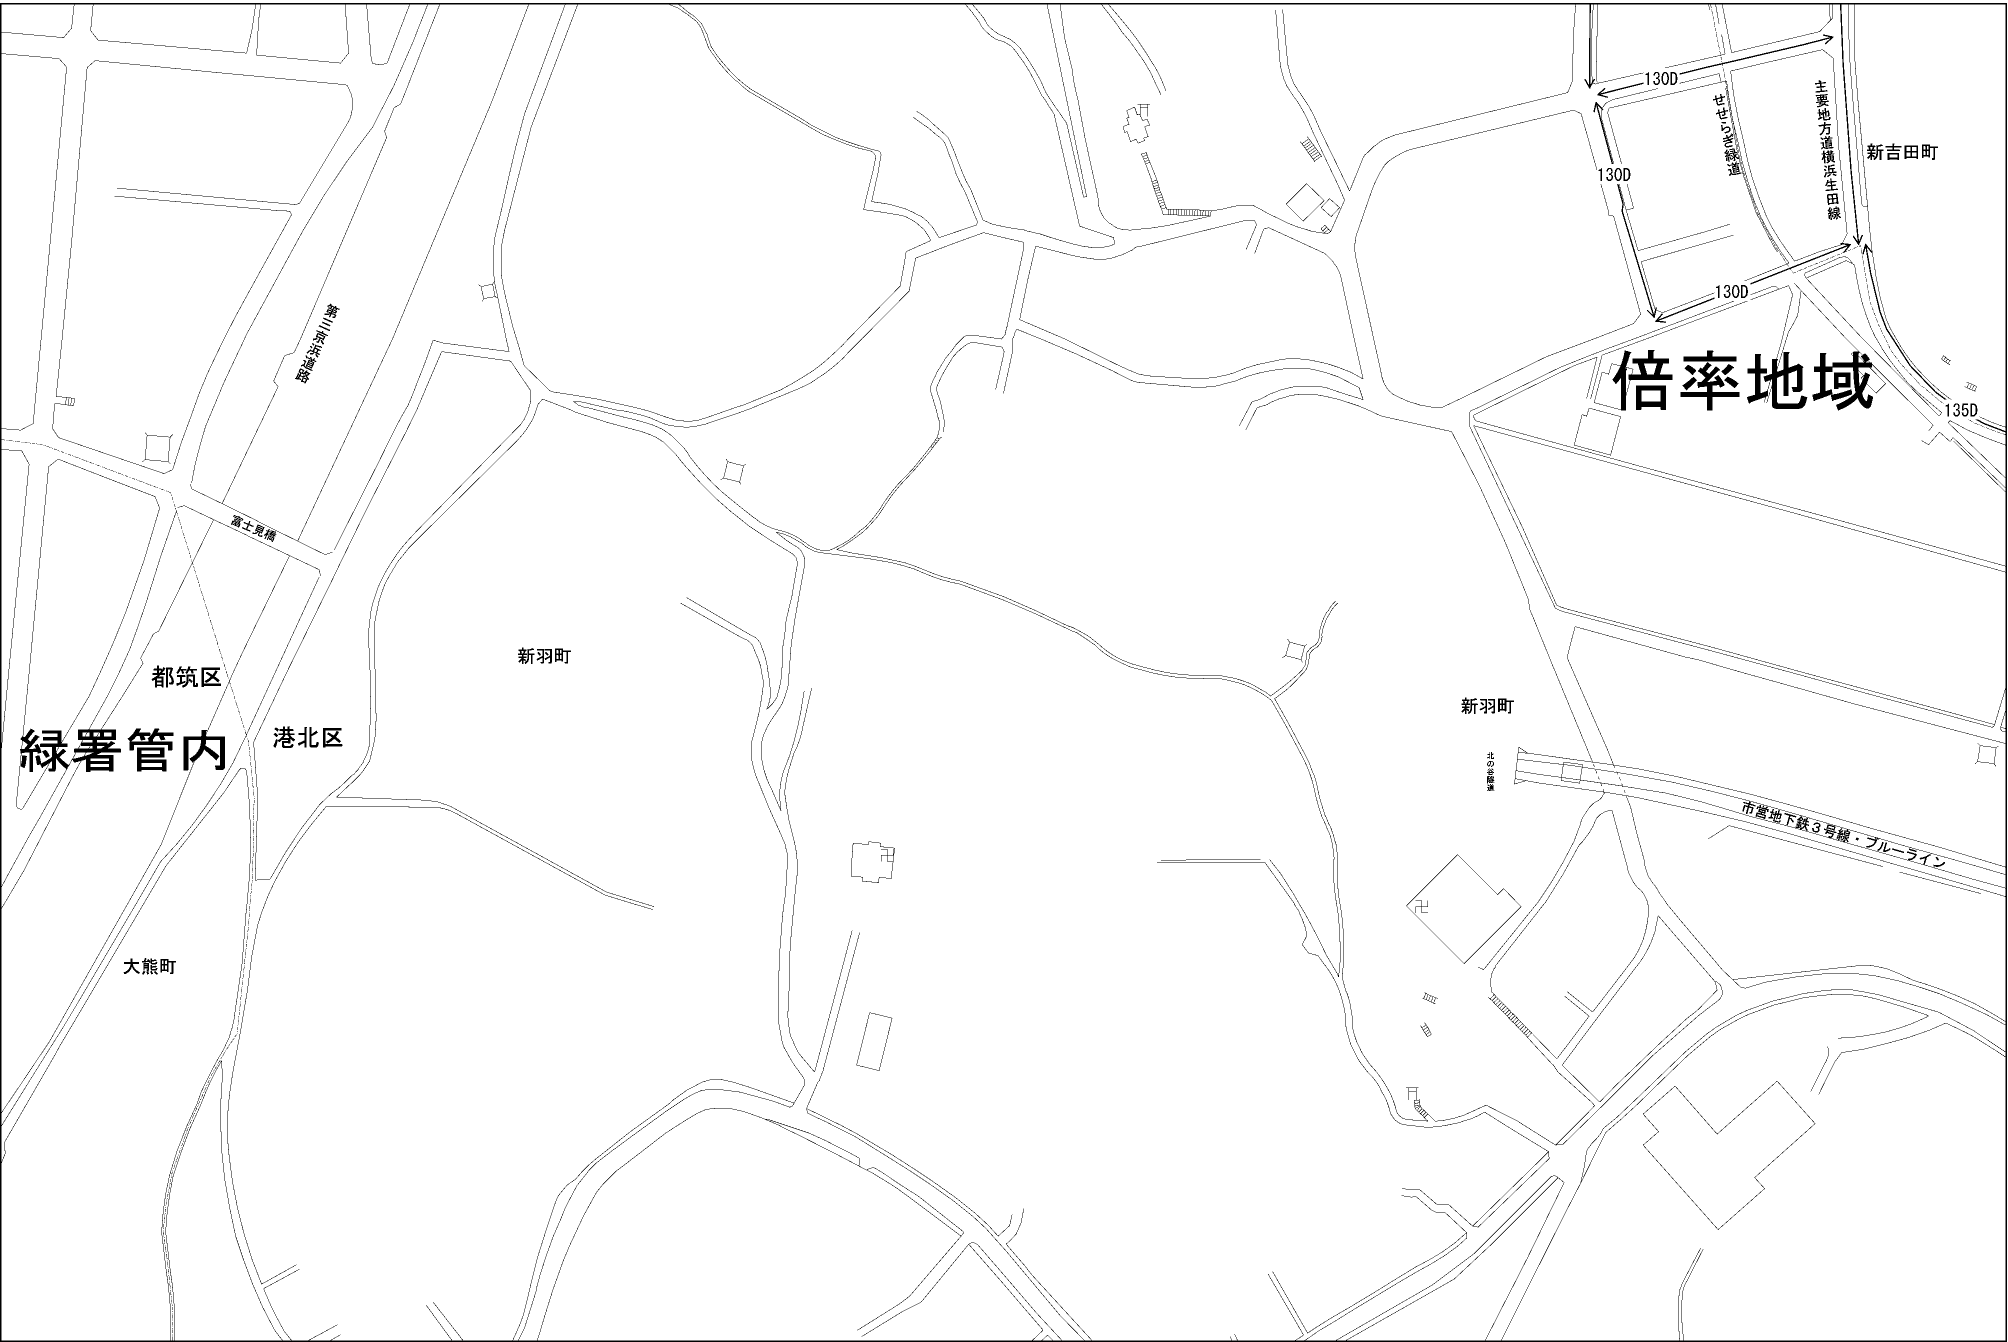 130D
せせらぎ緑道
主要地方道横浜生田線
新吉田町
130D
130D
第三京浜道路
倍率地域
135D
富士見橋
新羽町
都筑区
新羽町
港北区
緑署管内
北の谷隧道
市営地下鉄３号線・ブルーライン
大熊町